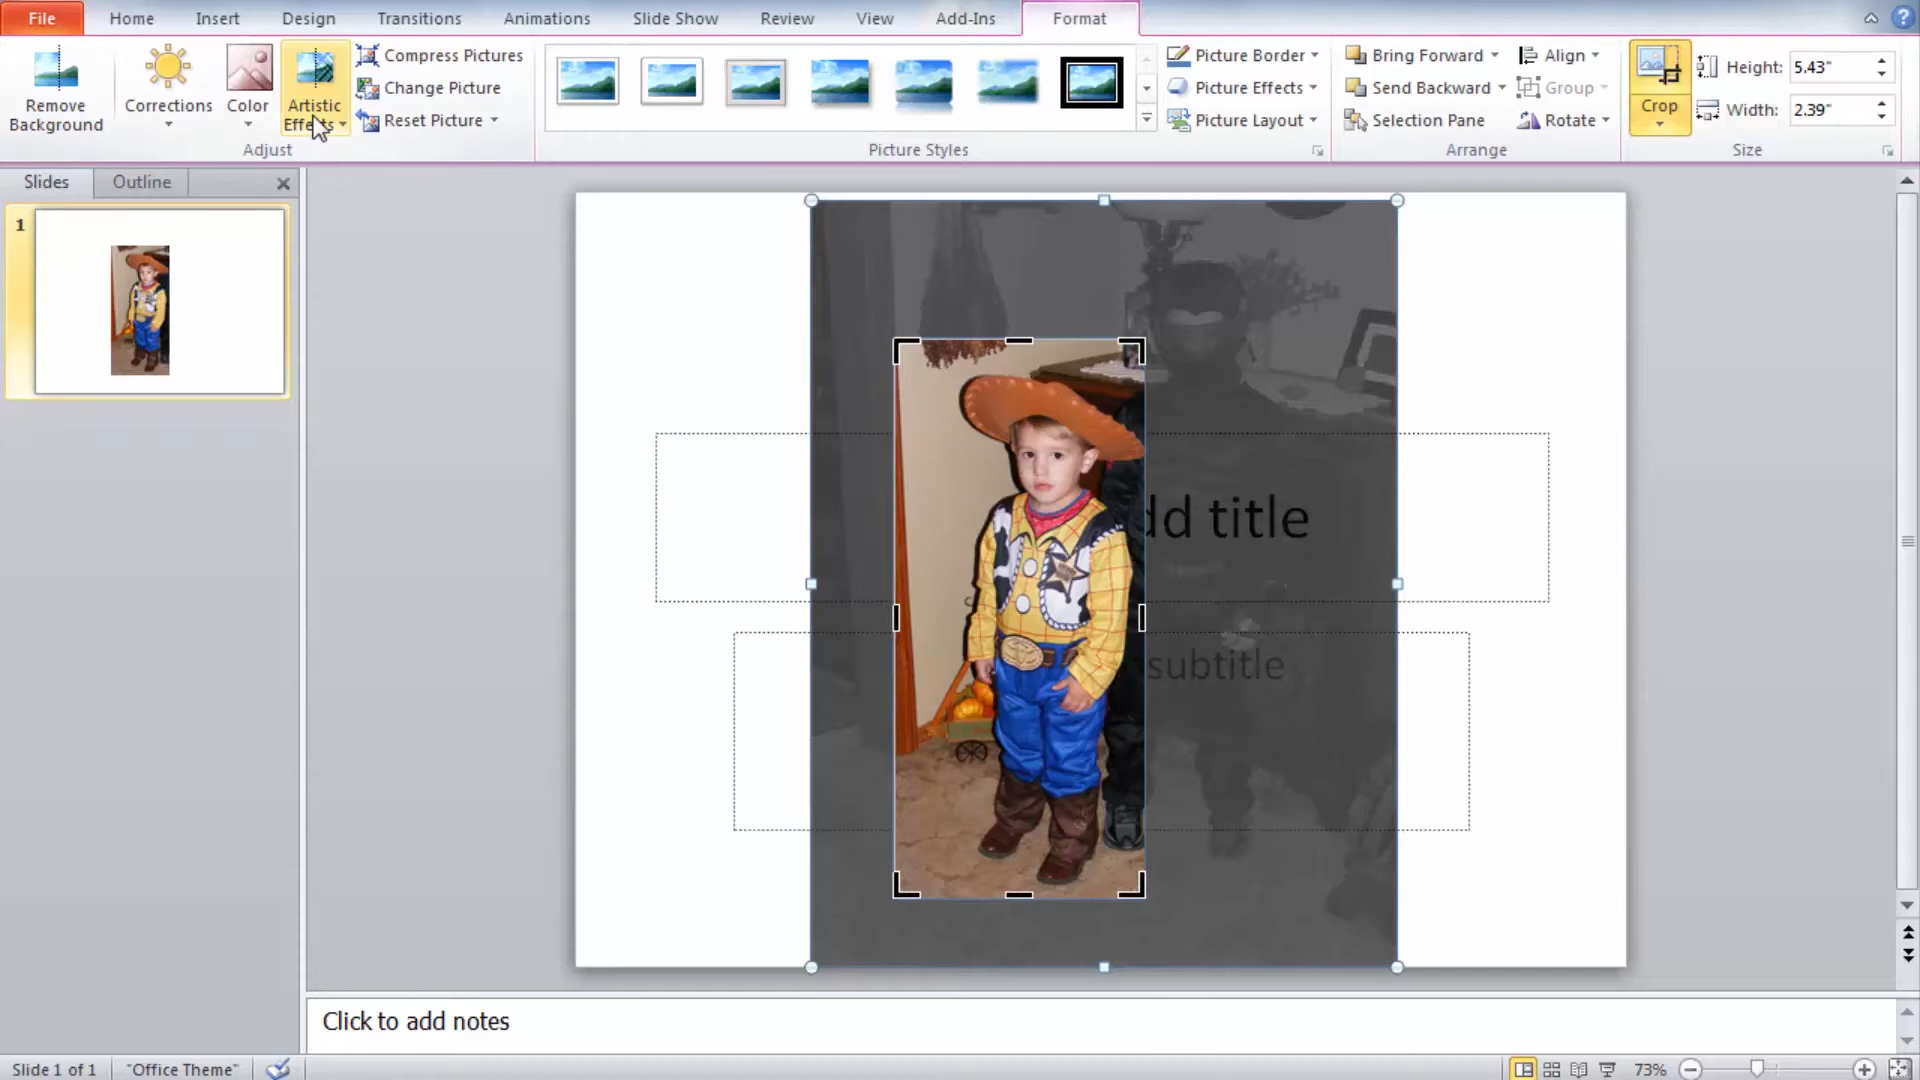 File Home Insert Design Transitions Animations Slide Show Review View Add-Ins Format
Remove Background
Corrections
Color
Artistic Effects
Compress Pictures
Change Picture
Reset Picture
Adjust
Picture Styles
Picture Border
Picture Effects
Picture Layout
Bring Forward
Send Backward
Selection Pane
Align
Group
Rotate
Arrange
Crop
Height: 5.43"
Width: 2.39"
Size
Slides Outline
1
dd title
subtitle
Click to add notes
Slide 1 of 1 "Office Theme" 73%